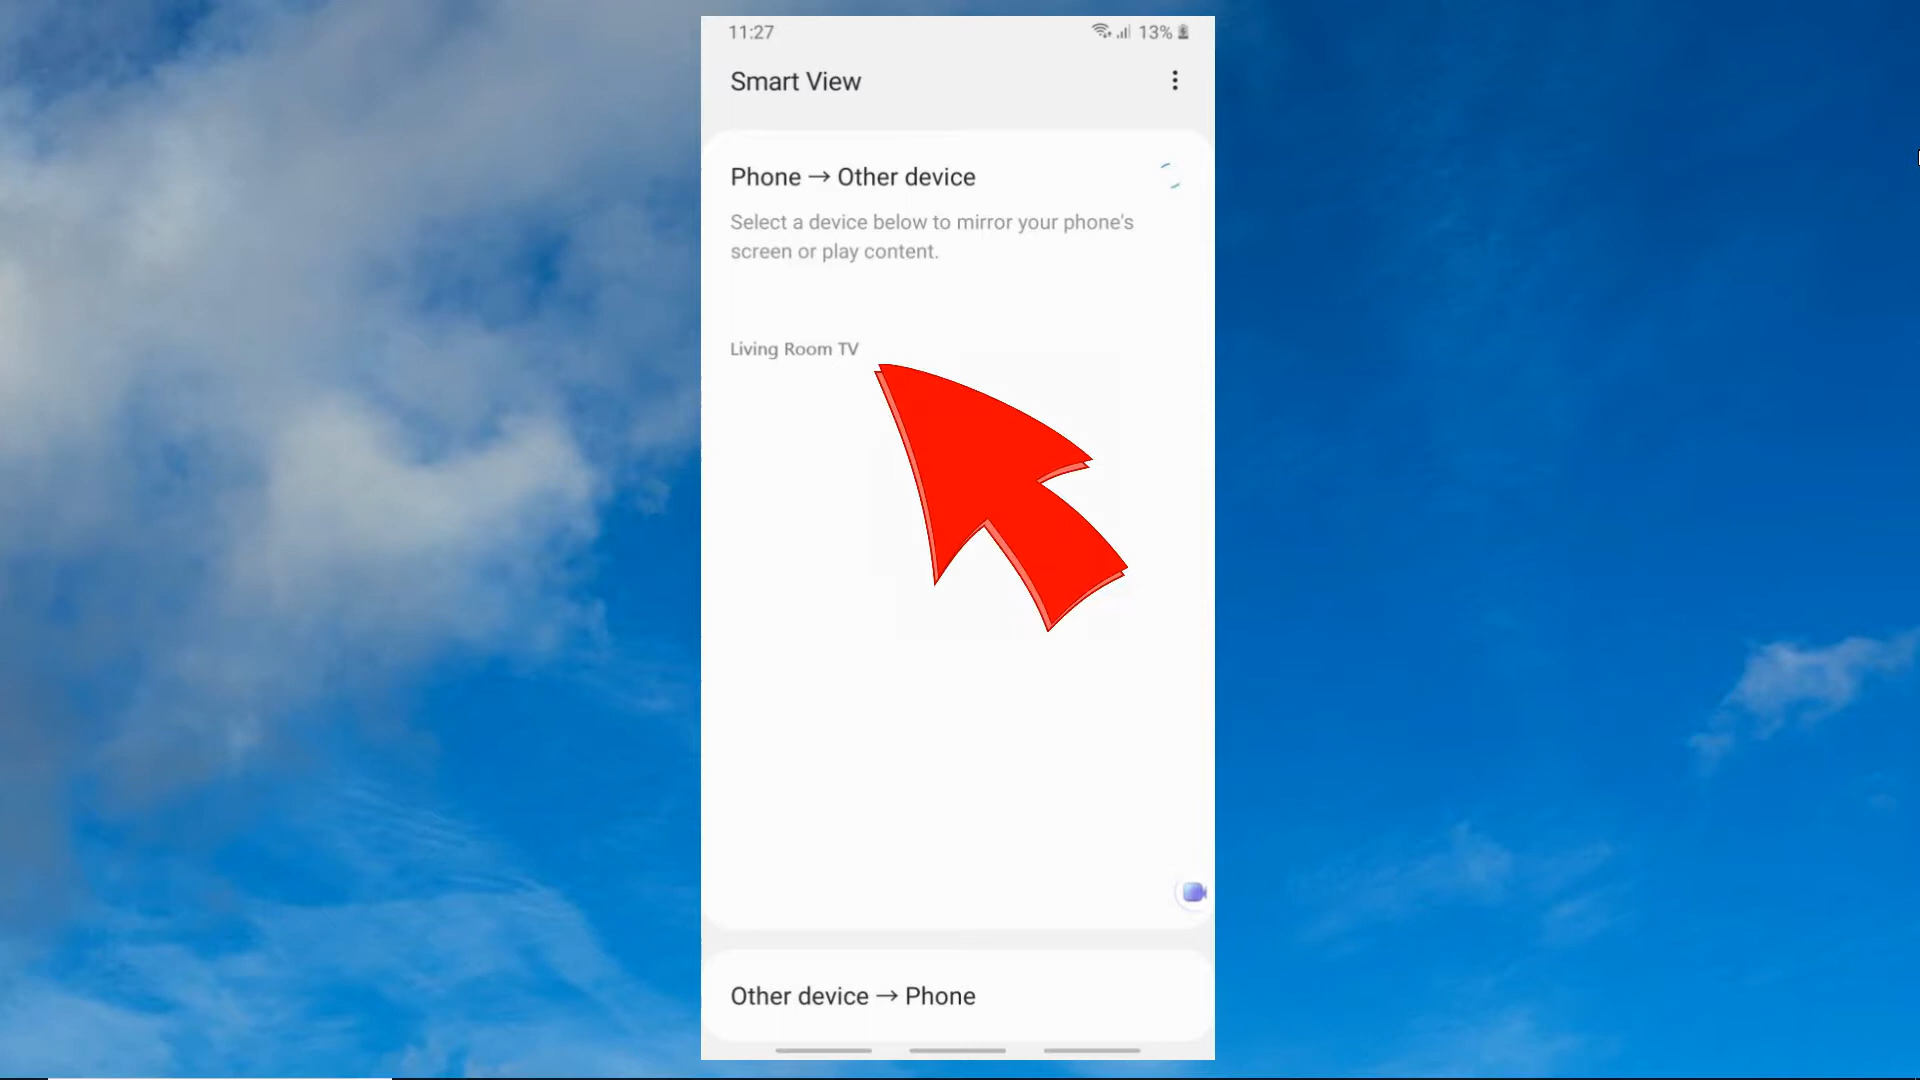 11:27
13%
Smart View
Phone → Other device
Select a device below to mirror your phone's
screen or play content.
Living Room TV
Other device → Phone